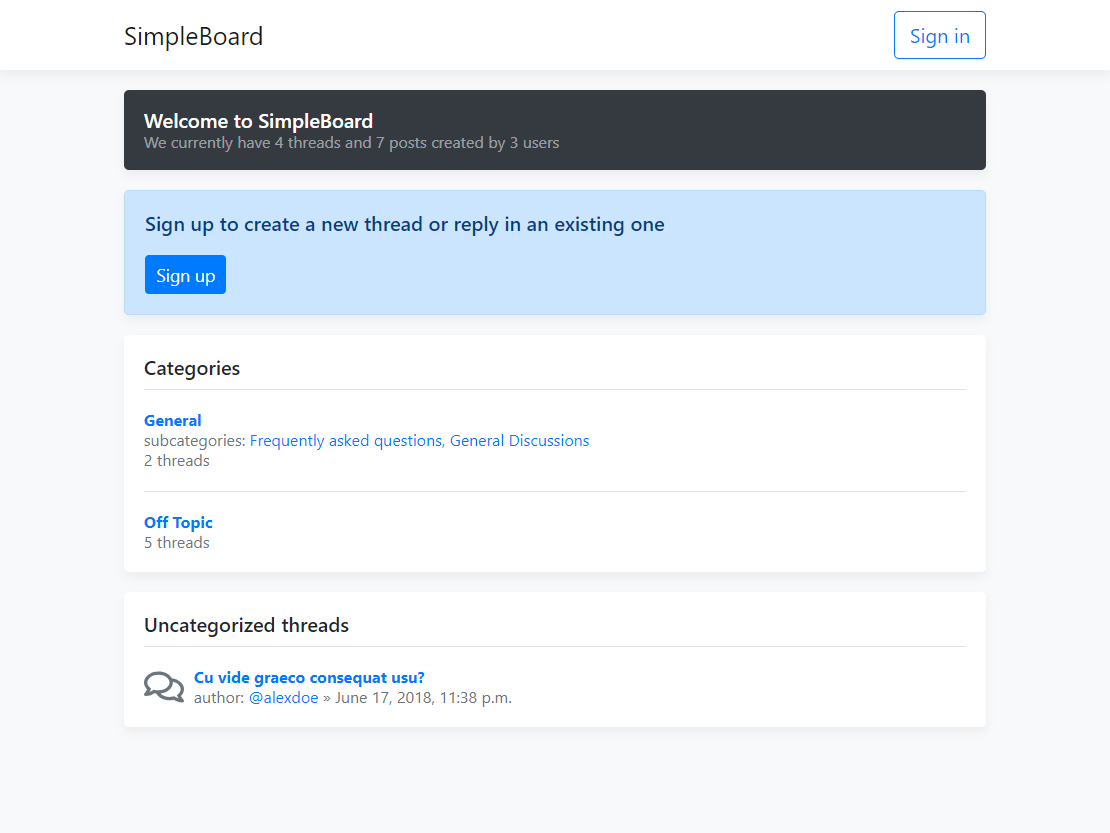 SimpleBoard
Sign in
Welcome to SimpleBoard
We currently have 4 threads and 7 posts created by 3 users
Sign up to create a new thread or reply in an existing one
Sign up
Categories
General
subcategories: Frequently asked questions, General Discussions
2 threads
Off Topic
5 threads
Uncategorized threads
Cu vide graeco consequat usu?
author: @alexdoe » June 17, 2018, 11:38 p.m.